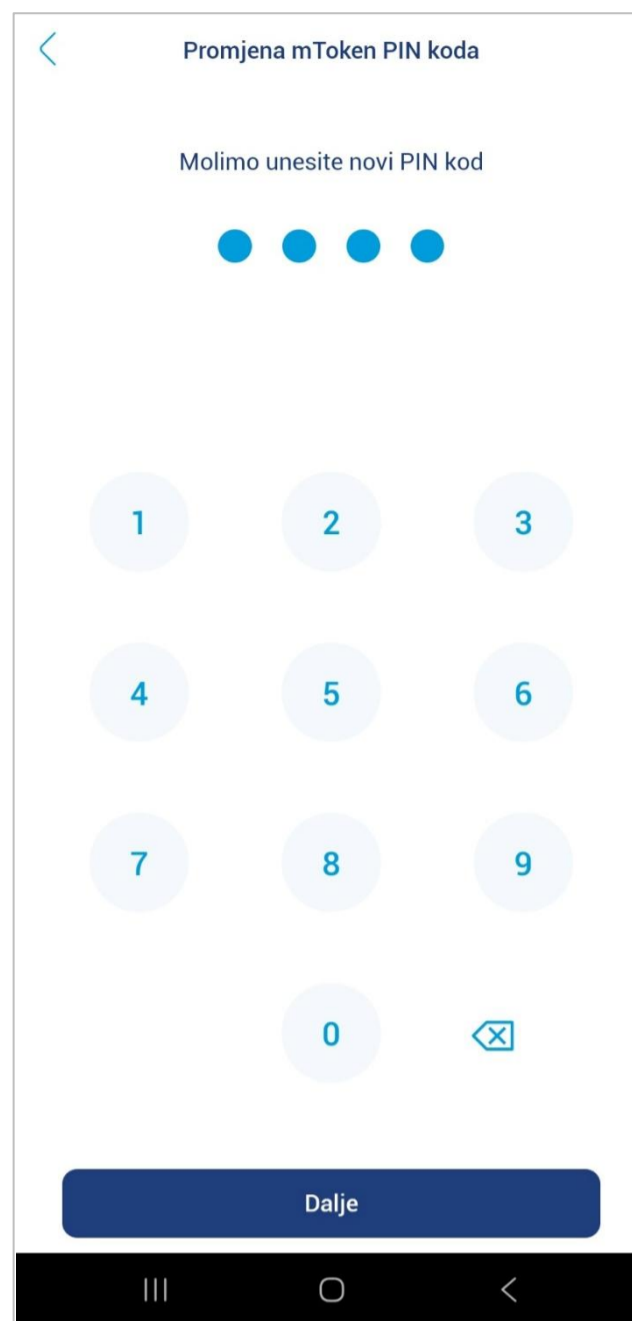 Promjena mToken PIN koda
Molimo unesite novi PIN kod
1 2 3
4 5 6
7 8 9
0
Dalje